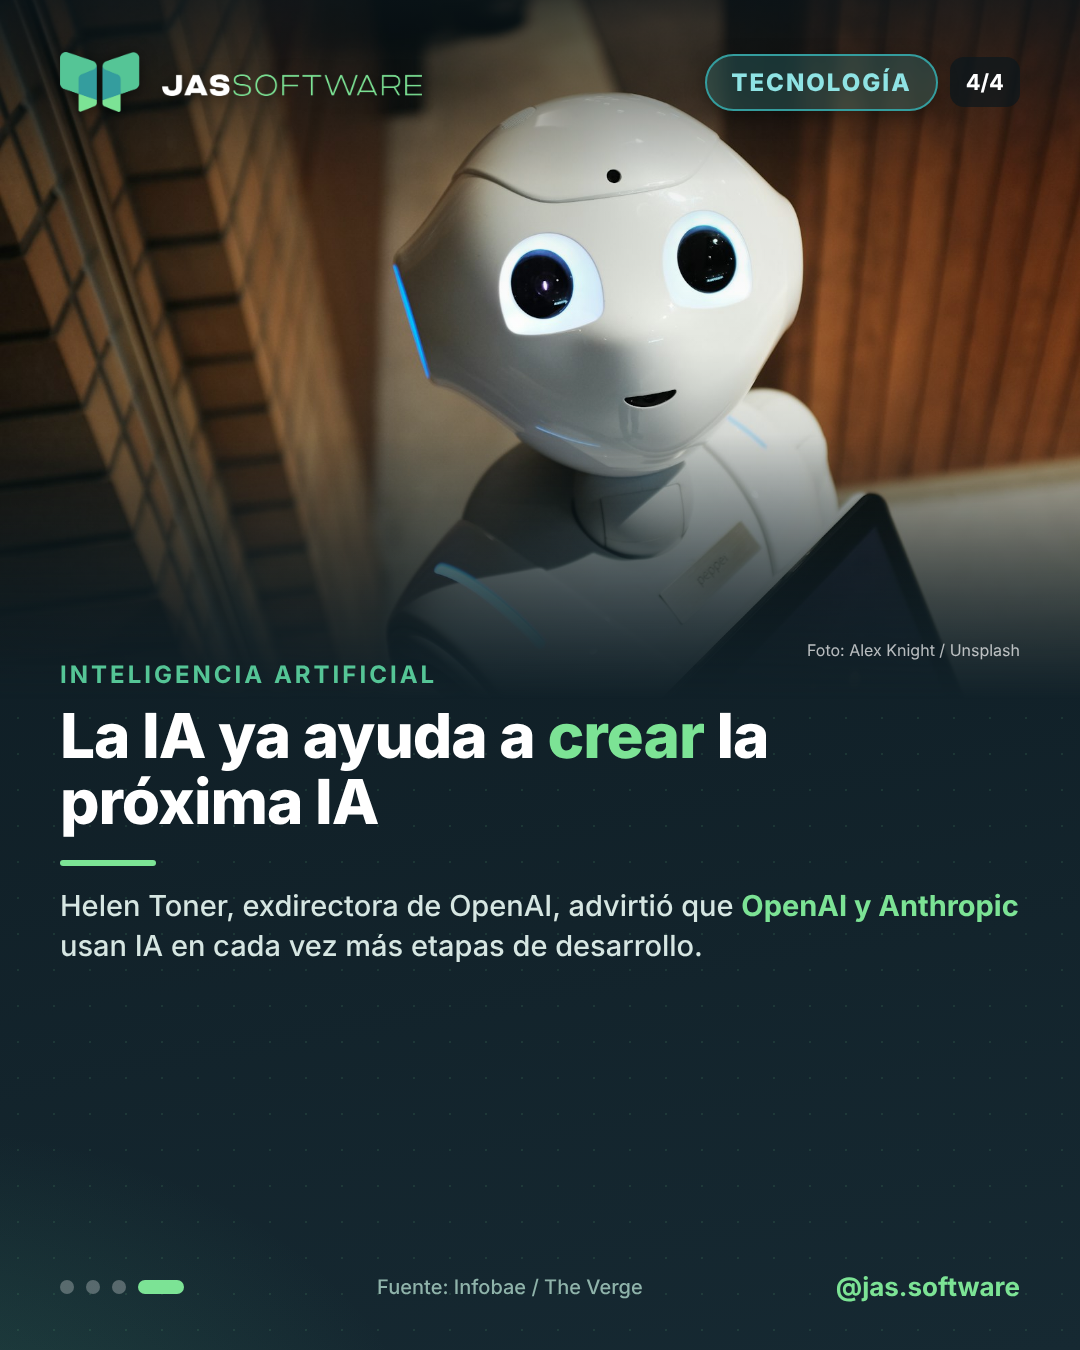 JASSOFTWARE
TECNOLOGÍA
4/4
pepper
Foto: Alex Knight / Unsplash
INTELIGENCIA ARTIFICIAL
La IA ya ayuda a crear la
próxima IA
Helen Toner, exdirectora de OpenAI, advirtió que OpenAI y Anthropic
usan IA en cada vez más etapas de desarrollo.
Fuente: Infobae / The Verge
@jas.software